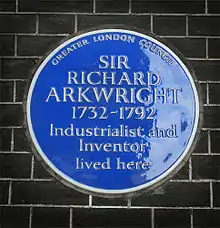 GREATER LONDON COUNCIL
SIR
RICHARD
ARKWRIGHT
1732-1792
Industrialist and
Inventor
lived here